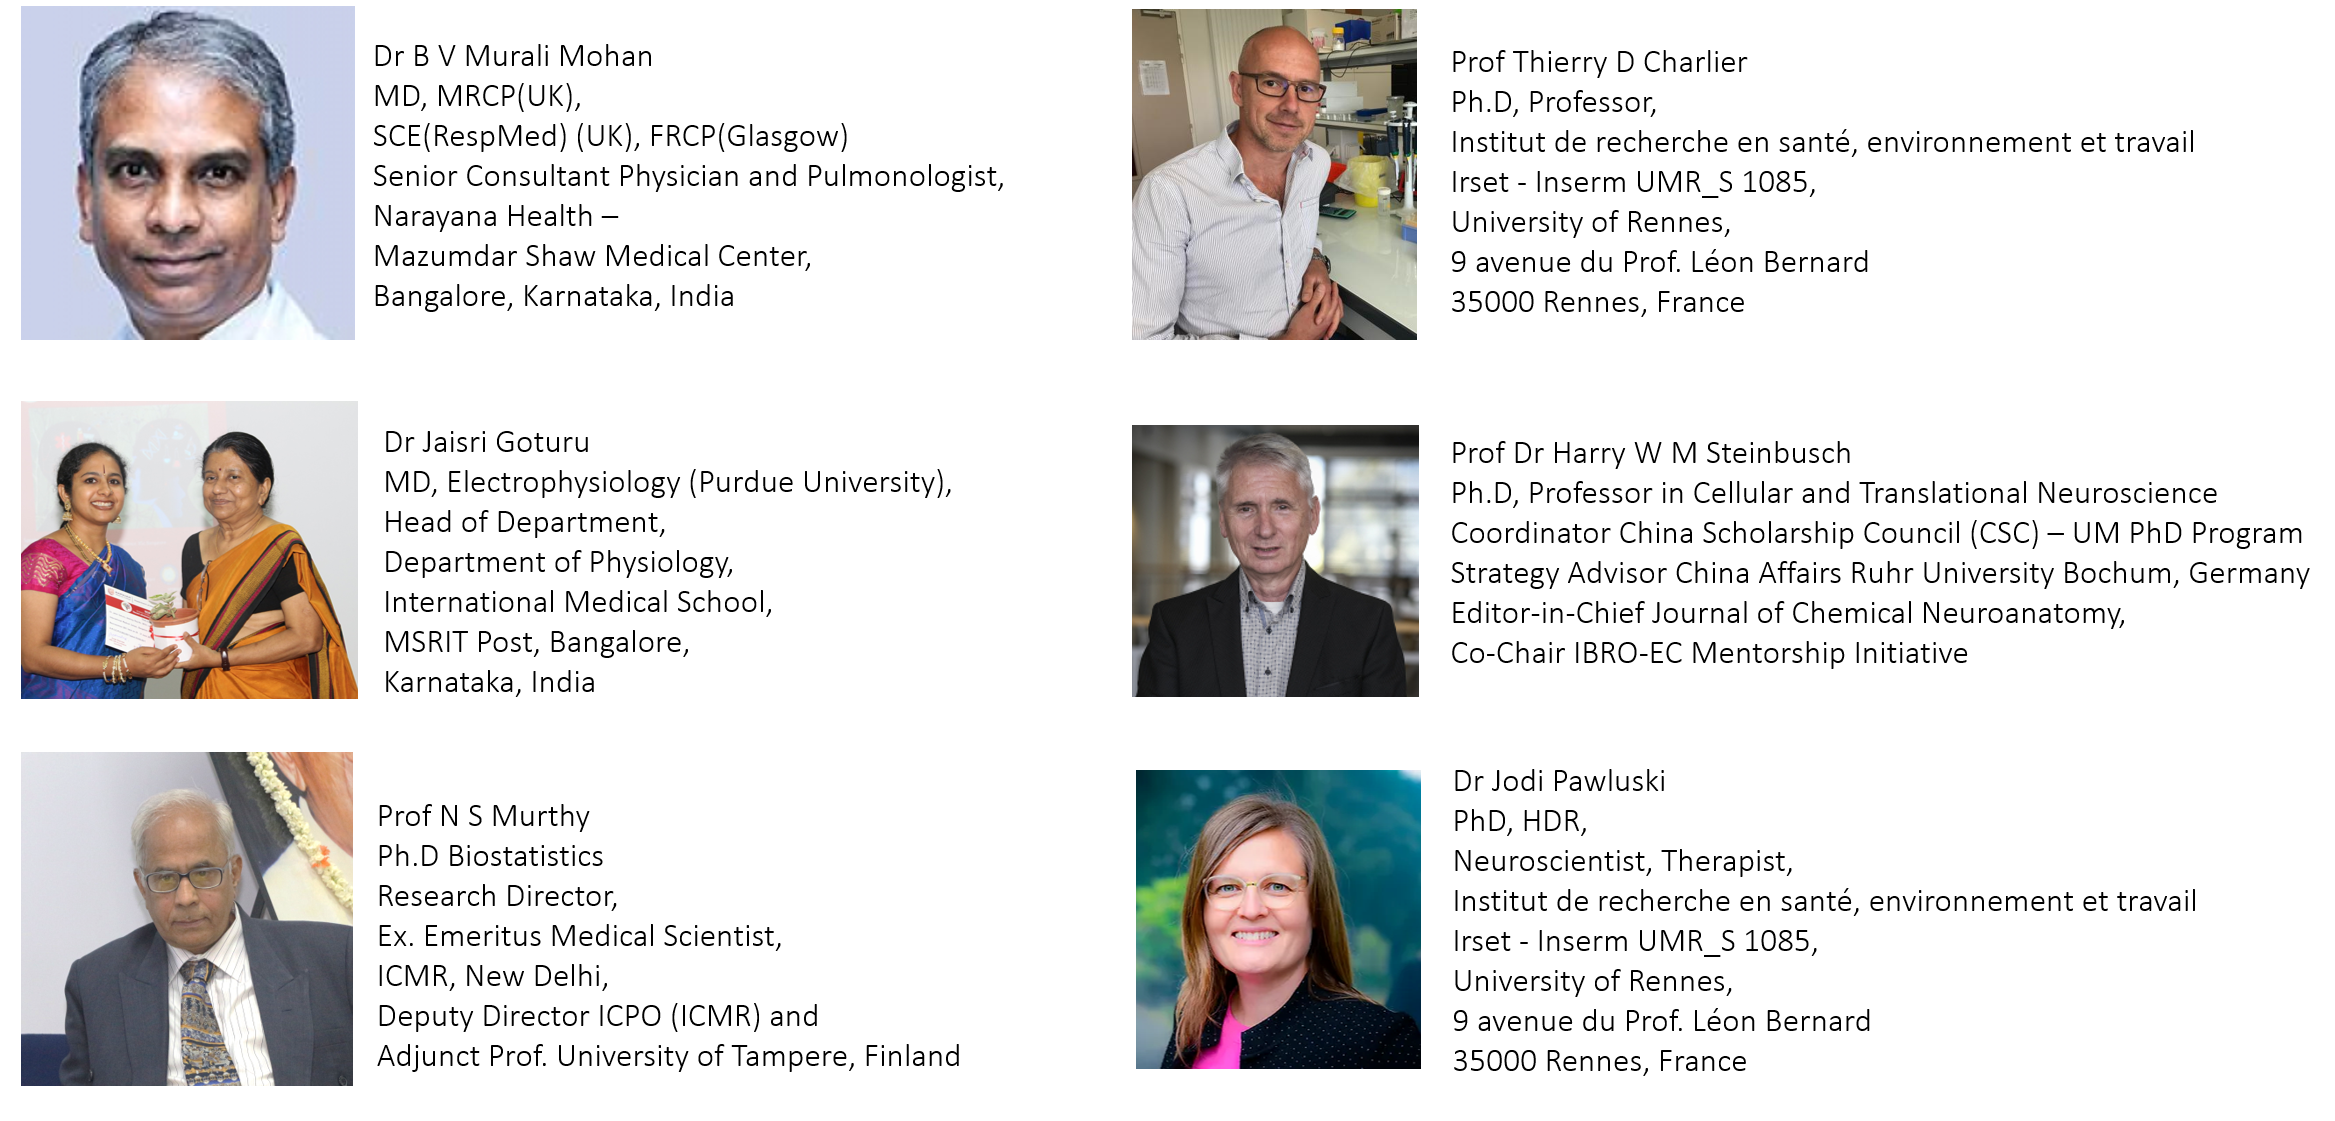 Dr B V Murali Mohan
MD, MRCP(UK),
SCE(RespMed) (UK), FRCP(Glasgow)
Senior Consultant Physician and Pulmonologist,
Narayana Health –
Mazumdar Shaw Medical Center,
Bangalore, Karnataka, India
Dr Jaisri Goturu
MD, Electrophysiology (Purdue University),
Head of Department,
Department of Physiology,
International Medical School,
MSRIT Post, Bangalore,
Karnataka, India
Prof N S Murthy
Ph.D Biostatistics
Research Director,
Ex. Emeritus Medical Scientist,
ICMR, New Delhi,
Deputy Director ICPO (ICMR) and
Adjunct Prof. University of Tampere, Finland
Prof Thierry D Charlier
Ph.D, Professor,
Institut de recherche en santé, environnement et travail
Irset - Inserm UMR_S 1085,
University of Rennes,
9 avenue du Prof. Léon Bernard
35000 Rennes, France
Prof Dr Harry W M Steinbusch
Ph.D, Professor in Cellular and Translational Neuroscience
Coordinator China Scholarship Council (CSC) – UM PhD Program
Strategy Advisor China Affairs Ruhr University Bochum, Germany
Editor-in-Chief Journal of Chemical Neuroanatomy,
Co-Chair IBRO-EC Mentorship Initiative
Dr Jodi Pawluski
PhD, HDR,
Neuroscientist, Therapist,
Institut de recherche en santé, environnement et travail
Irset - Inserm UMR_S 1085,
University of Rennes,
9 avenue du Prof. Léon Bernard
35000 Rennes, France